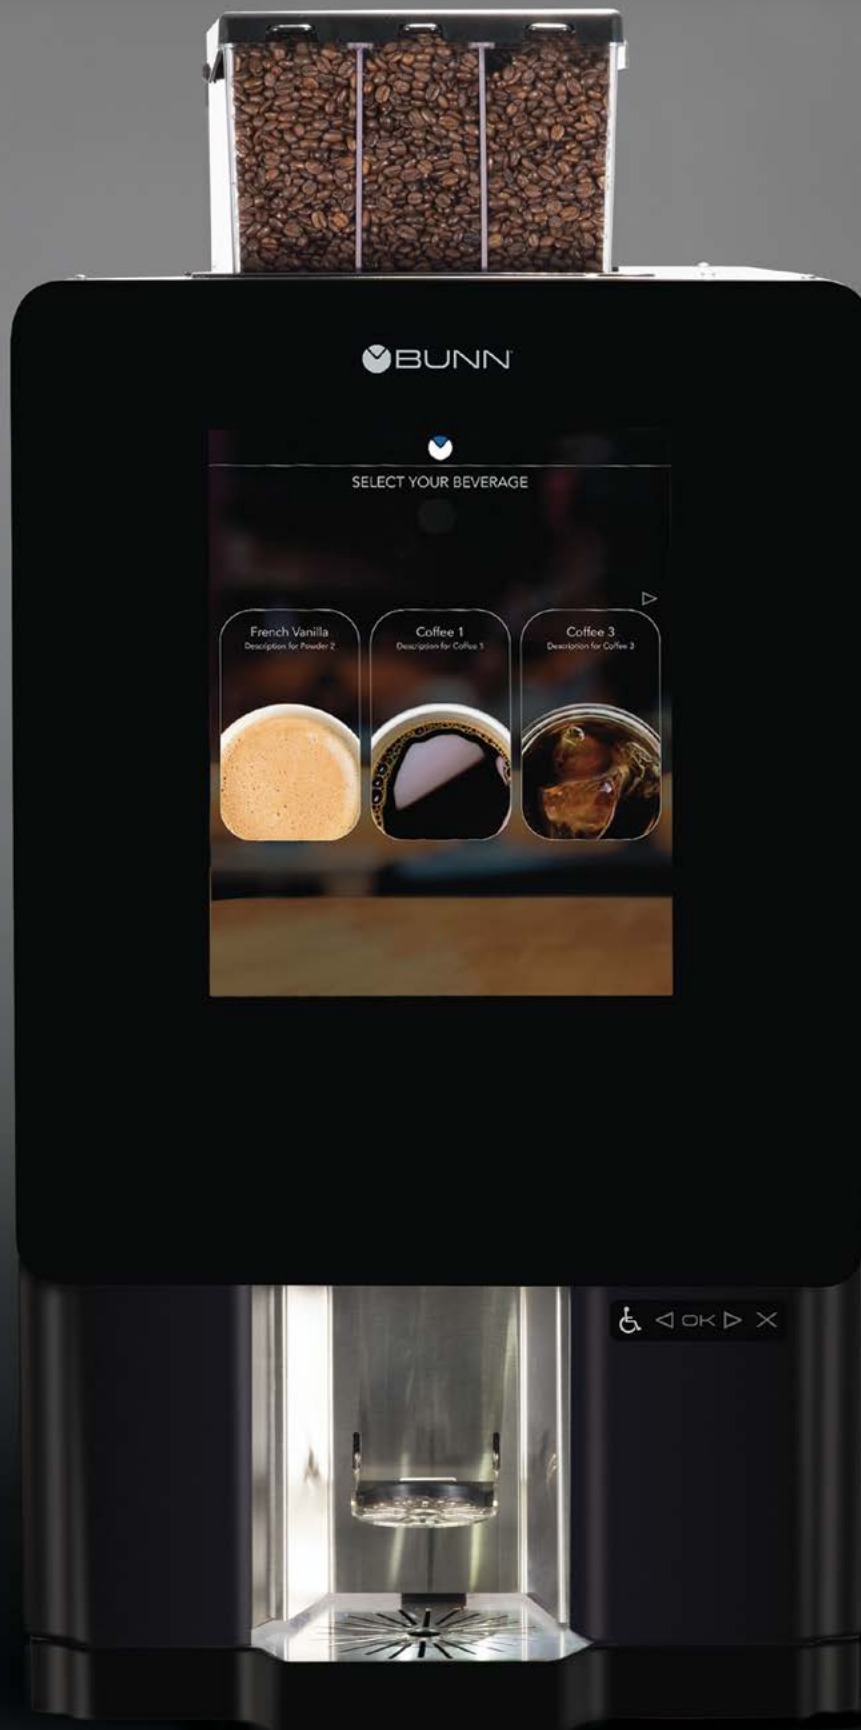 BUNN
SELECT YOUR BEVERAGE
French Vanilla
Description for Powder 2
Coffee 1
Description for Coffee 1
Coffee 3
Description for Coffee 3
OK